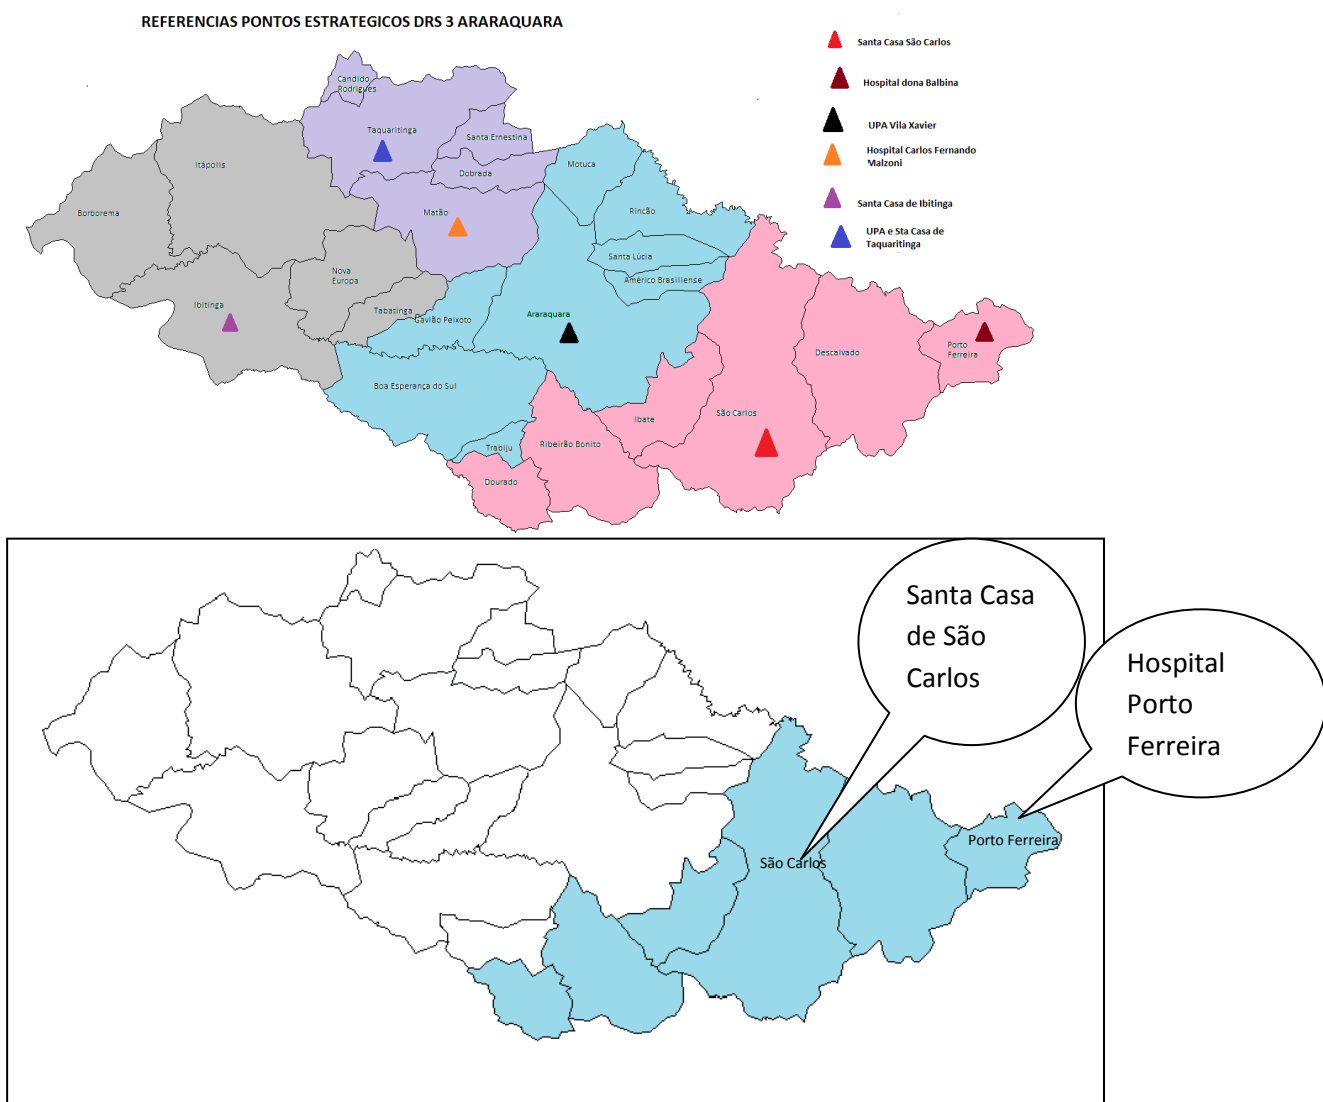 REFERENCIAS PONTOS ESTRATEGICOS DRS 3 ARARAQUARA
Santa Casa São Carlos
Hospital dona Balbina
UPA Vila Xavier
Hospital Carlos Fernando
Malzoni
Santa Casa de Ibitinga
UPA e Sta Casa de
Taquaritinga
Candido
Rodrigues
Taquaritinga
Santa Ernestina
Itápolis
Dobrada
Motuca
Borborema
Matão
Rincão
Santa Lúcia
Nova
Europa
Américo Brasiliense
Ibitinga
Tabatinga
Gavião Peixoto
Araraquara
Descalvado
Porto
Ferreira
Boa Esperança do Sul
Ibate
São Carlos
Trabiju
Ribeirão Bonito
Dourado
Santa Casa
de São
Carlos
Hospital
Porto
Ferreira
São Carlos
Porto Ferreira